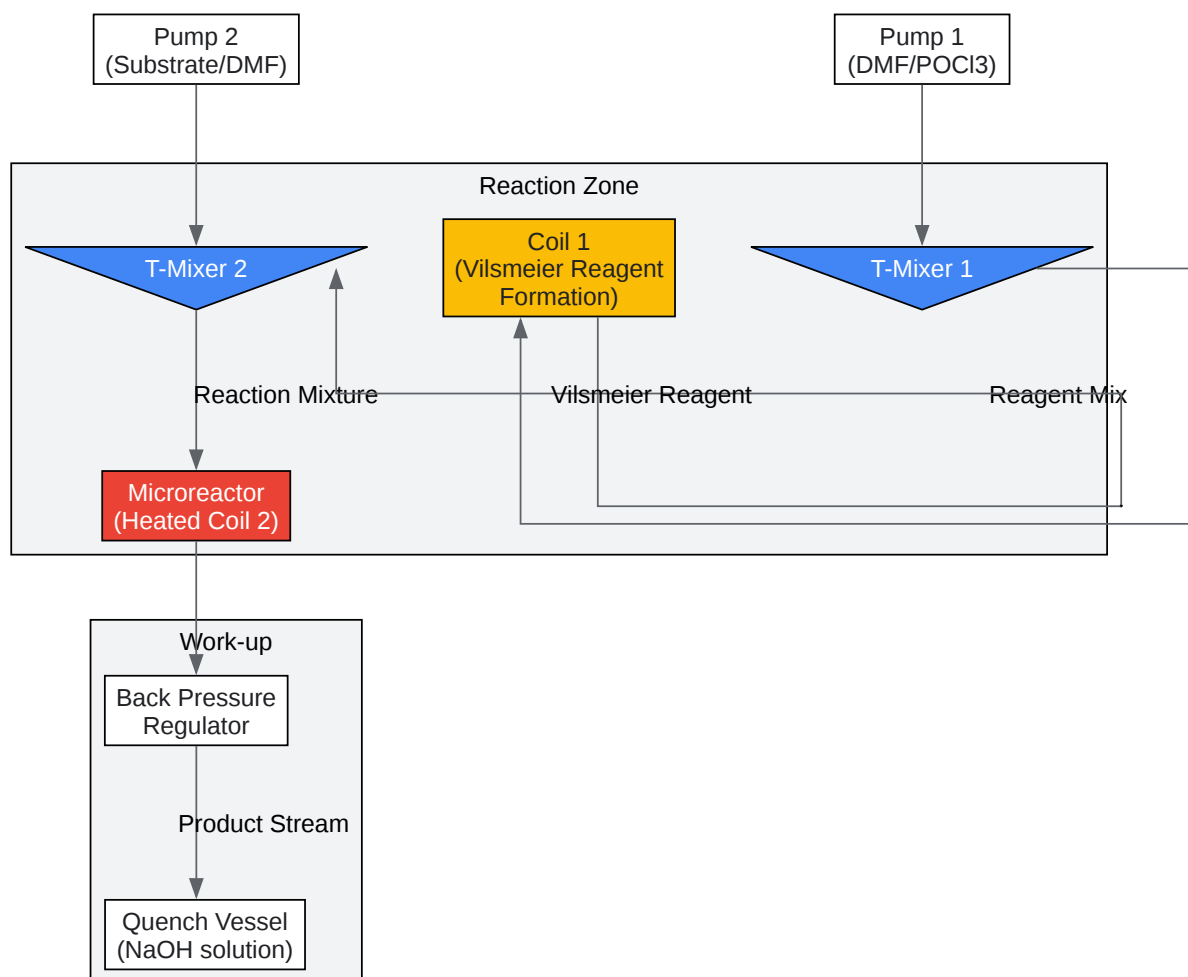 Pump 2
(Substrate/DMF)
Pump 1
(DMF/POCl3)
Reaction Zone
T-Mixer 2
Coil 1
(Vilsmeier Reagent
Formation)
T-Mixer 1
Reaction Mixture
Vilsmeier Reagent
Reagent Mix
Microreactor
(Heated Coil 2)
Work-up
Back Pressure
Regulator
Product Stream
Quench Vessel
(NaOH solution)